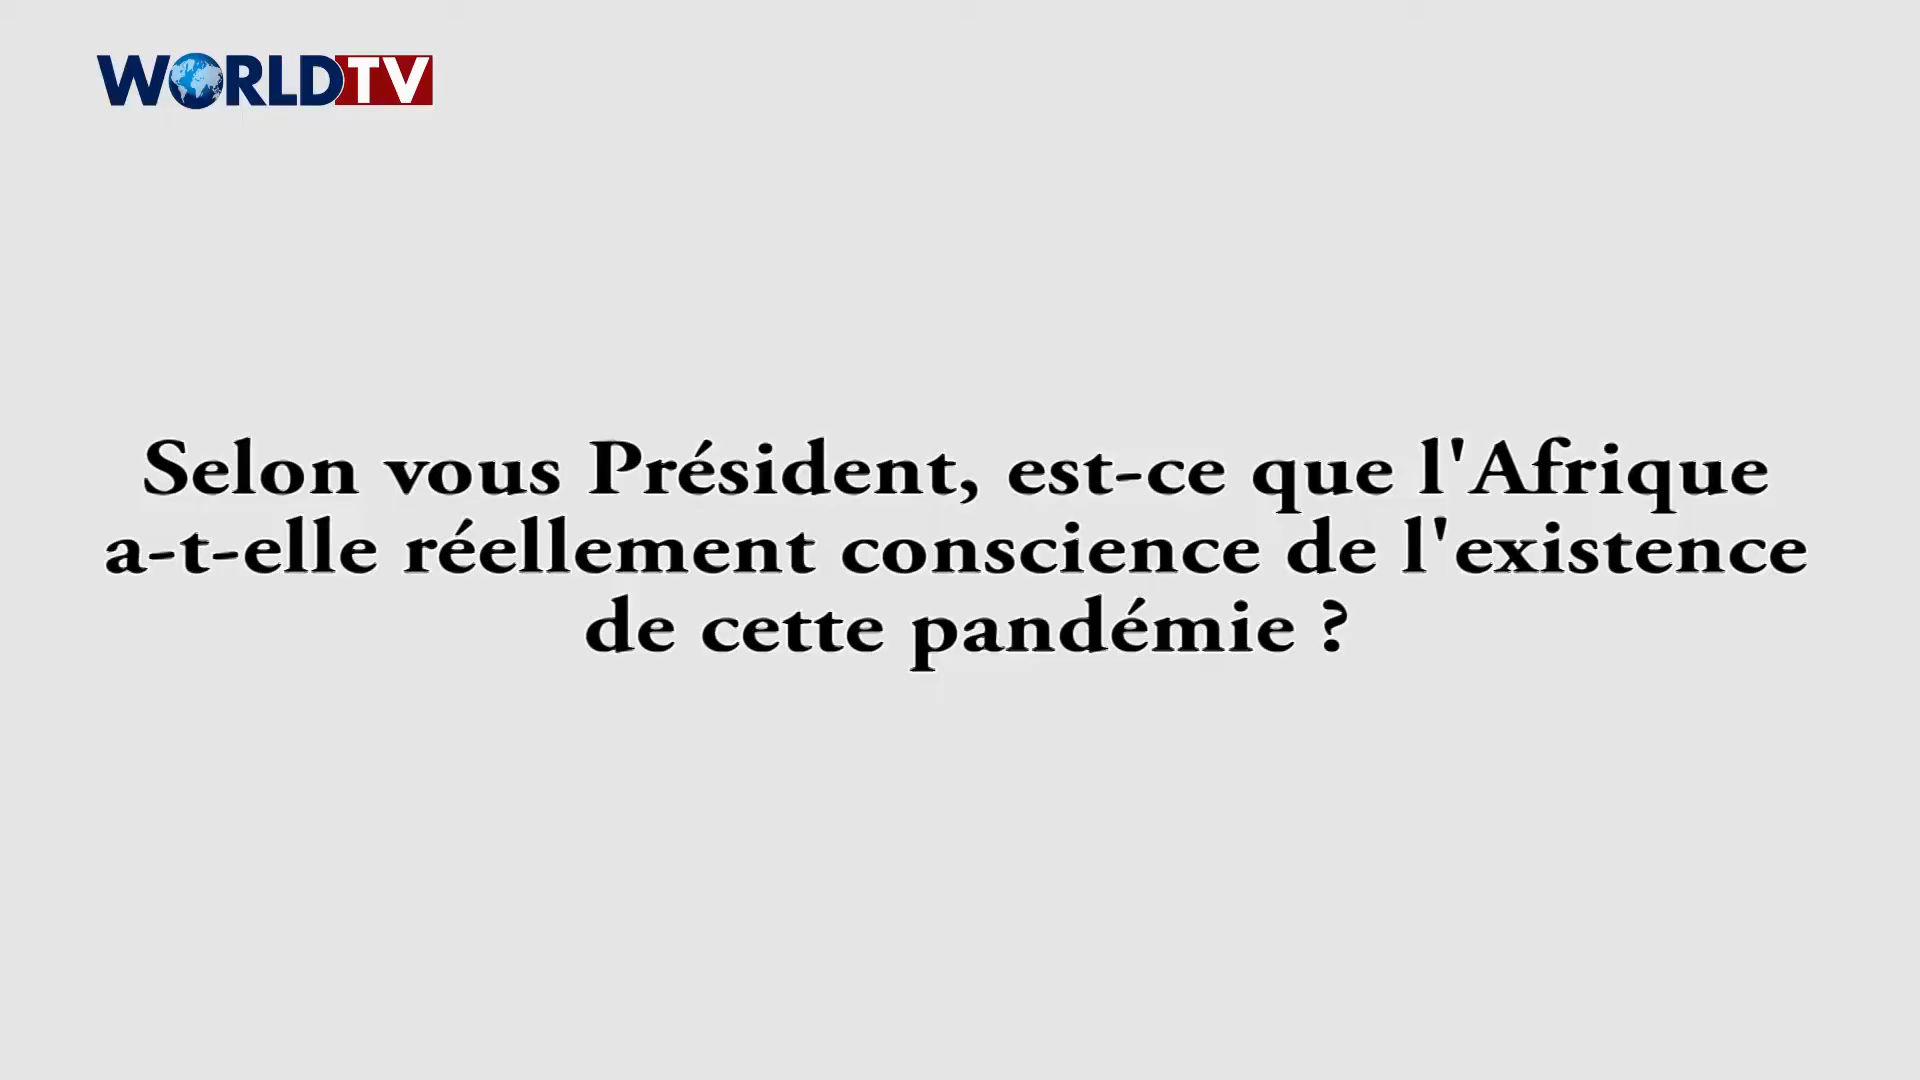 WORLDTV
Selon vous Président, est-ce que l'Afrique
a-t-elle réellement conscience de l'existence
de cette pandémie ?